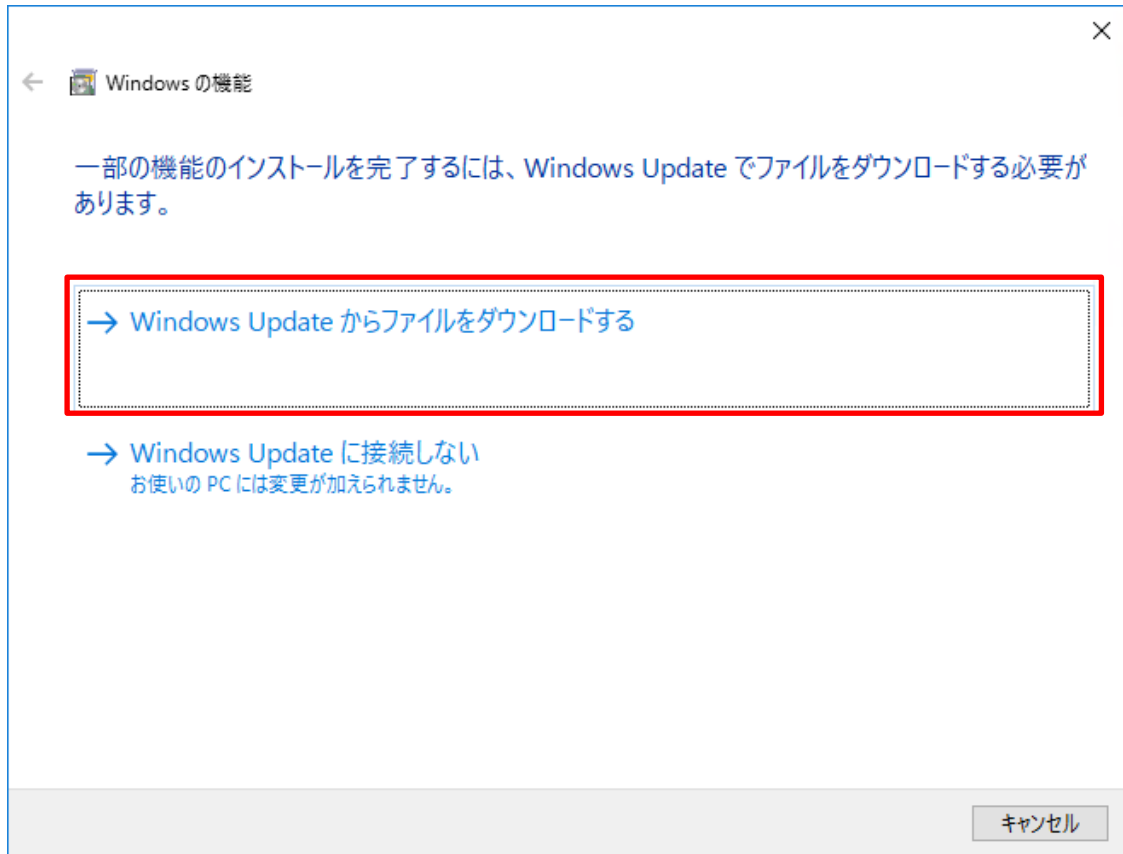 Windows の機能
一部の機能のインストールを完了するには、Windows Update でファイルをダウンロードする必要が
あります。
Windows Update からファイルをダウンロードする
Windows Update に接続しない
お使いの PC には変更が加えられません。
キャンセル